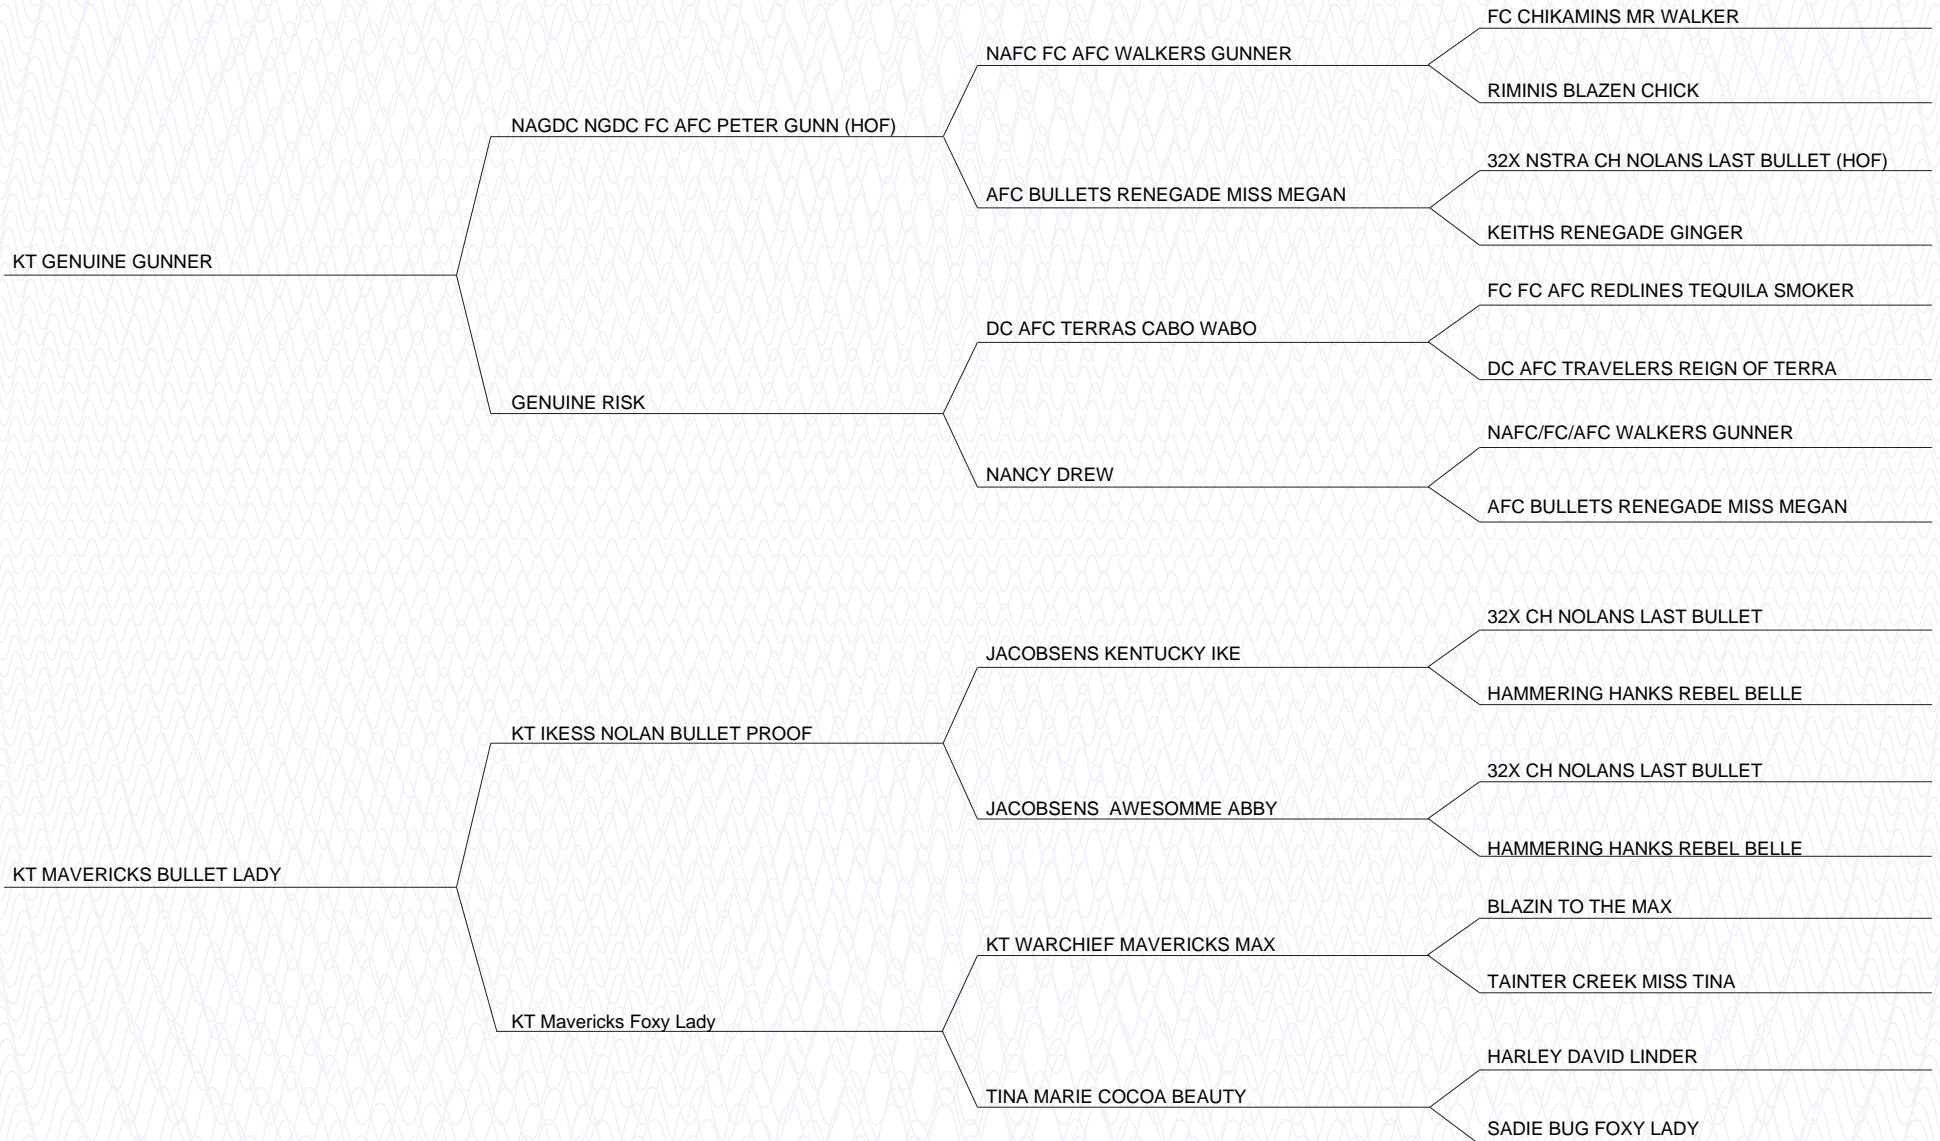 FC CHIKAMINS MR WALKER
NAFC FC AFC WALKERS GUNNER
RIMINIS BLAZEN CHICK
NAGDC NGDC FC AFC PETER GUNN (HOF)
32X NSTRA CH NOLANS LAST BULLET (HOF)
AFC BULLETS RENEGADE MISS MEGAN
KEITHS RENEGADE GINGER
KT GENUINE GUNNER
FC FC AFC REDLINES TEQUILA SMOKER
DC AFC TERRAS CABO WABO
DC AFC TRAVELERS REIGN OF TERRA
GENUINE RISK
NAFC/FC/AFC WALKERS GUNNER
NANCY DREW
AFC BULLETS RENEGADE MISS MEGAN
32X CH NOLANS LAST BULLET
JACOBSENS KENTUCKY IKE
HAMMERING HANKS REBEL BELLE
KT IKESS NOLAN BULLET PROOF
32X CH NOLANS LAST BULLET
JACOBSENS  AWESOMME ABBY
HAMMERING HANKS REBEL BELLE
KT MAVERICKS BULLET LADY
BLAZIN TO THE MAX
KT WARCHIEF MAVERICKS MAX
TAINTER CREEK MISS TINA
KT Mavericks Foxy Lady
HARLEY DAVID LINDER
TINA MARIE COCOA BEAUTY
SADIE BUG FOXY LADY